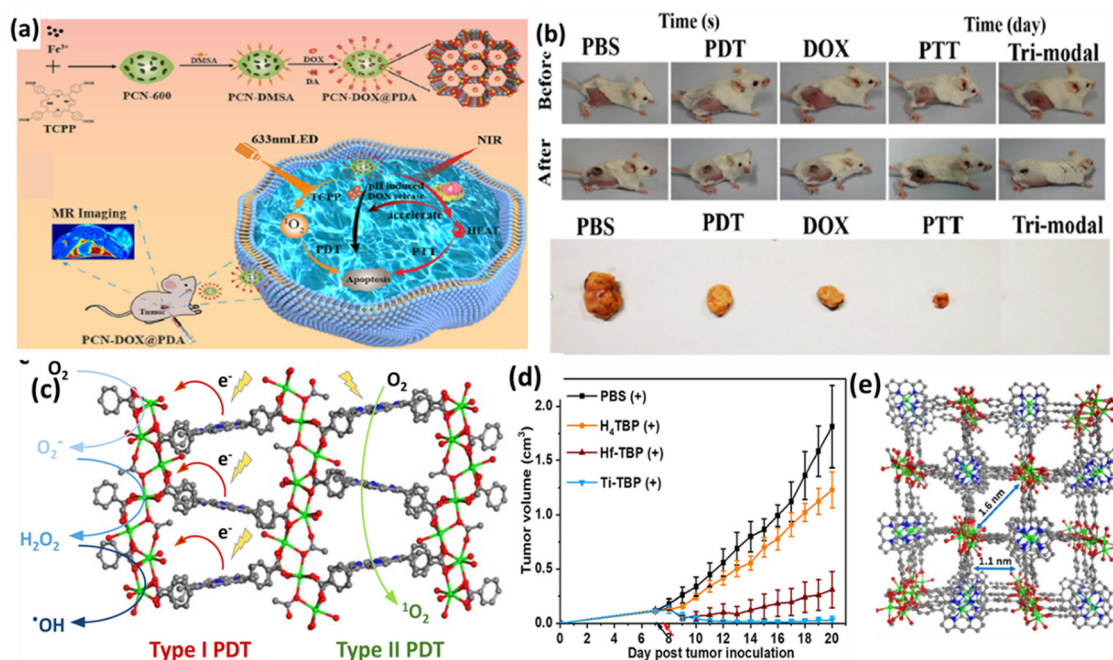 (a)
Fe³⁺
+
TCPP
PCN-600
DMSA
PCN-DMSA
DOX
DA
PCN-DOX@PDA
633nmLED
NIR
TCPP
pH induced
DOX release
accelerate
¹O₂
HEAT
PDT
PTT
Apoptosis
MR Imaging
Tumor
PCN-DOX@PDA
(b)
Time (s)
Time (day)
PBS
PDT
DOX
PTT
Tri-modal
Before
After
PBS
PDT
DOX
PTT
Tri-modal
(c)
O₂
e⁻
O₂
O₂⁻
e⁻
H₂O₂
e⁻
•OH
¹O₂
Type I PDT
Type II PDT
(d)
PBS (+)
H₄TBP (+)
Hf-TBP (+)
Ti-TBP (+)
Tumor volume (cm³)
2.0
1.5
1.0
0.5
0.0
0 2 4 6 8 10 12 14 16 18 20
Day post tumor inoculation
(e)
1.6 nm
1.1 nm